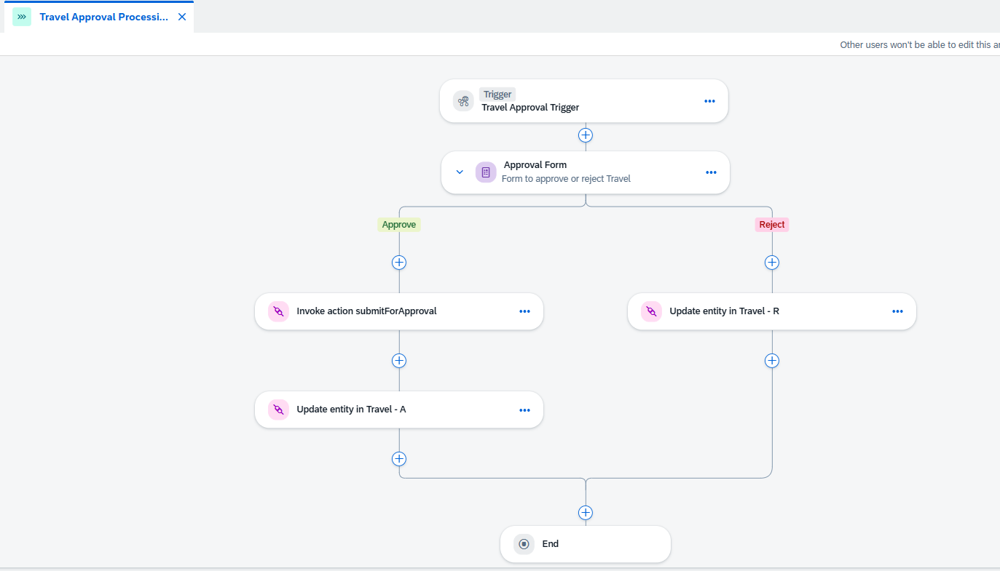 Travel Approval Processi...
Other users won't be able to edit this
Trigger
Travel Approval Trigger
Approval Form
Form to approve or reject Travel
Approve
Reject
Invoke action submitForApproval
Update entity in Travel - R
Update entity in Travel - A
End